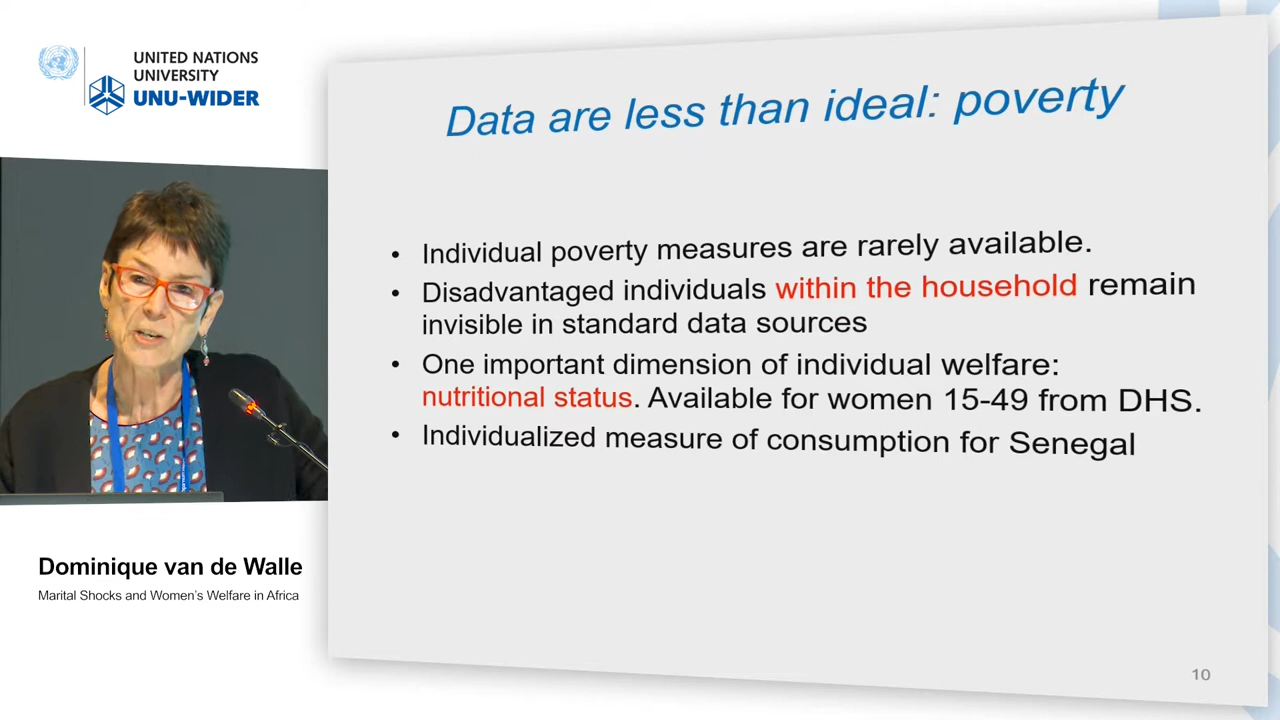 UNITED NATIONS
UNIVERSITY
UNU-WIDER
Data are less than ideal: poverty
• Individual poverty measures are rarely available.
• Disadvantaged individuals within the household remain
invisible in standard data sources
• One important dimension of individual welfare:
nutritional status. Available for women 15-49 from DHS.
• Individualized measure of consumption for Senegal
Dominique van de Walle
Marital Shocks and Women's Welfare in Africa
10